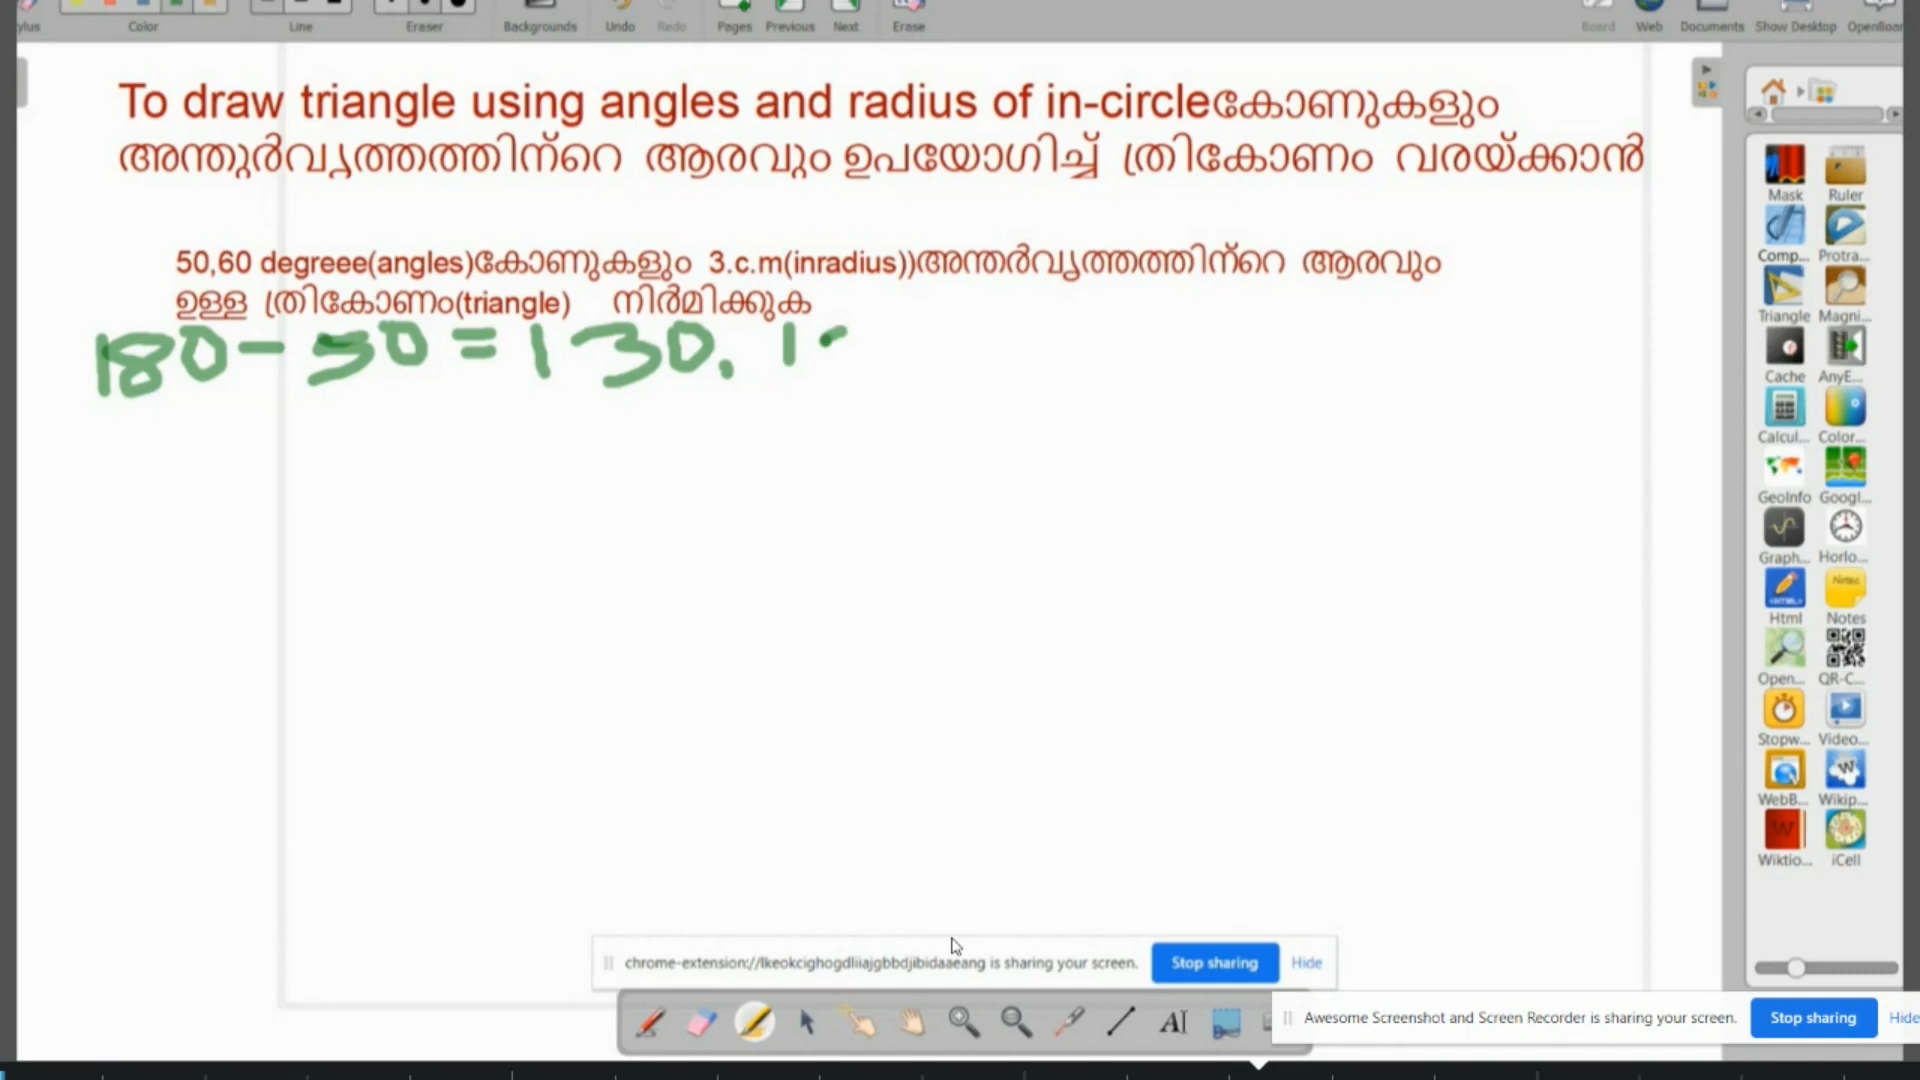 ylus Color Line Eraser Backgrounds Undo Redo Pages Previous Next Erase Board Web Documents Show Desktop OpenBoar
To draw triangle using angles and radius of in-circleകോണുകളും
അന്തുർവൃത്തത്തിന്റെ ആരവും ഉപയോഗിച്ച് ത്രികോണം വരയ്ക്കാൻ
50,60 degreee(angles)കോണുകളും 3.c.m(inradius))അന്തർവൃത്തത്തിന്റെ ആരവും
ഉള്ള ത്രികോണം(triangle) നിർമിക്കുക
180-50=130. 1
Mask Ruler
Comp... Protra...
Triangle Magni...
Cache AnyE...
Calcul... Color...
GeoInfo Googl...
Graph... Horlo...
Html Notes
Open... QR-C...
Stopw... Video...
WebB... Wikip...
Wiktio... iCell
chrome-extension://lkeokcighogdliiajgbbdjibidaaeang is sharing your screen. Stop sharing Hide
Awesome Screenshot and Screen Recorder is sharing your screen. Stop sharing Hide